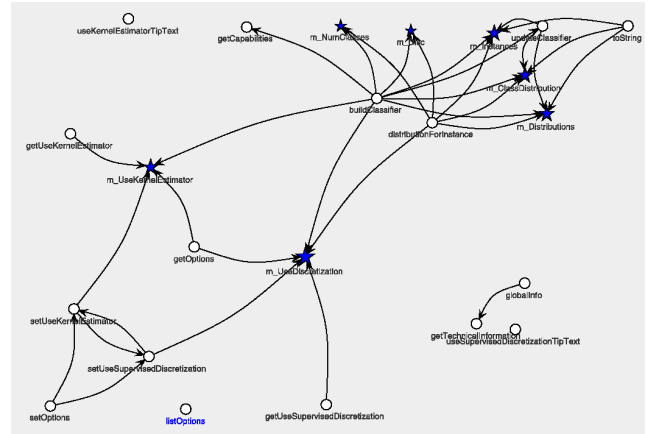 useKernelEstimatorTipText
getCapabilities
m_NumClasses
m_Disc
m_Instances
updateClassifier
toString
m_ClassDistribution
buildClassifier
m_Distributions
distributionForInstance
getUseKernelEstimator
m_UseKernelEstimator
getOptions
m_UseDiscretization
globalInfo
setUseKernelEstimator
getTechnicalInformation
useSupervisedDiscretizationTipText
setUseSupervisedDiscretization
setOptions
listOptions
getUseSupervisedDiscretization